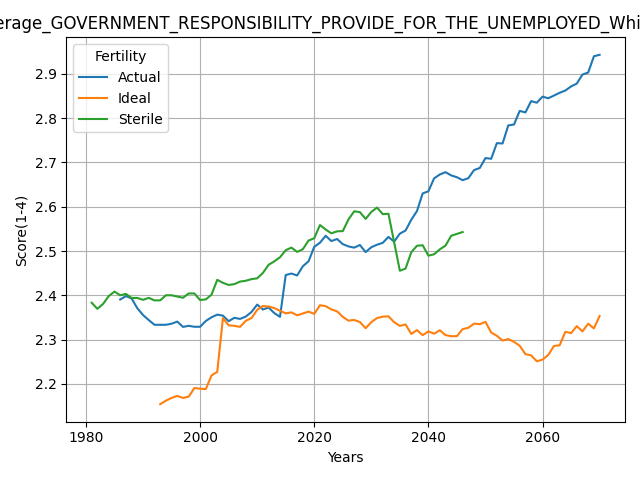 erage_GOVERNMENT_RESPONSIBILITY_PROVIDE_FOR_THE_UNEMPLOYED_Whi
Fertility
Actual
Ideal
Sterile
Score(1-4)
2.9
2.8
2.7
2.6
2.5
2.4
2.3
2.2
1980 2000 2020 2040 2060
Years